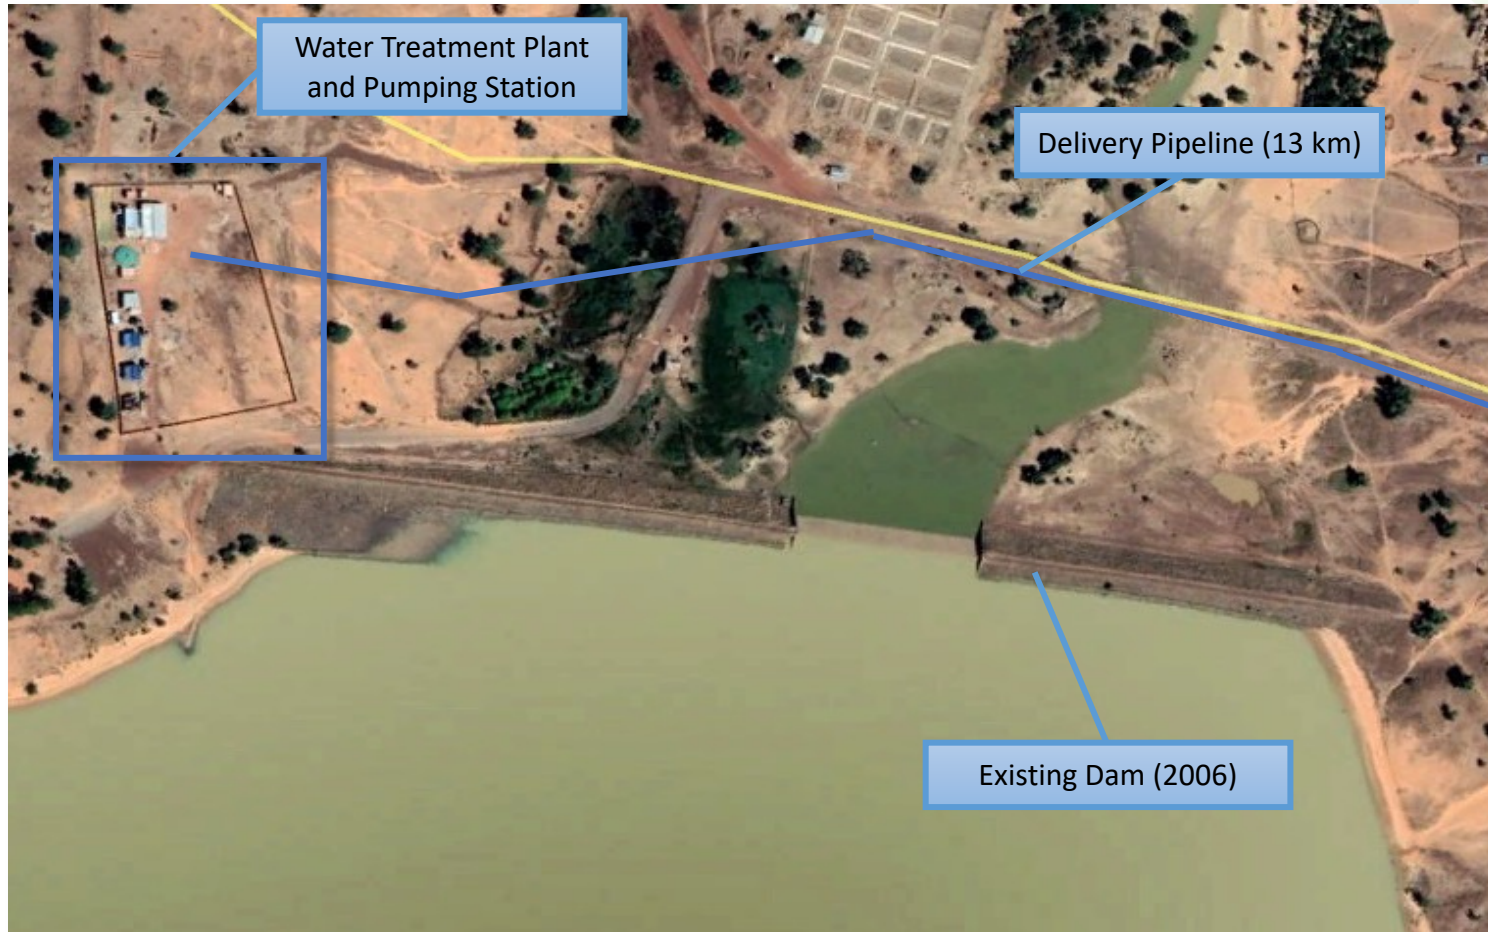 Water Treatment Plant
and Pumping Station
Delivery Pipeline (13 km)
Existing Dam (2006)